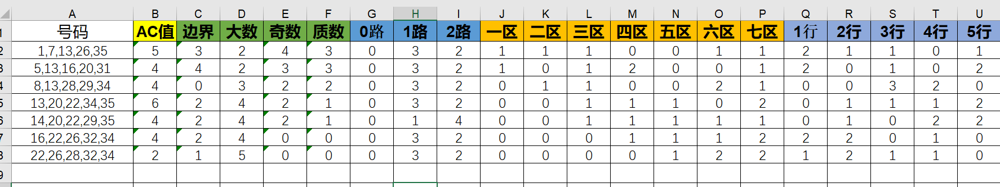 A B C D E F G H I J K L M N O P Q R S T U
1 号码 AC值 边界 大数 奇数 质数 0路 1路 2路 一区 二区 三区 四区 五区 六区 七区 1行 2行 3行 4行 5行
2 1,7,13,26,35 5 3 2 4 3 0 3 2 1 1 1 0 0 1 1 2 1 1 0 1
3 5,13,16,20,31 4 4 2 3 3 0 3 2 1 0 1 2 0 0 1 2 0 1 0 2
4 8,13,28,29,34 4 0 3 2 2 0 3 2 0 1 1 0 0 2 1 0 0 3 2 0
5 13,20,22,34,35 6 2 4 2 1 0 3 2 0 0 1 1 1 0 2 0 1 1 1 2
6 14,20,22,29,35 4 2 4 2 1 0 1 4 0 0 1 1 1 1 1 0 1 0 2 2
7 16,22,26,32,34 4 2 4 0 0 0 3 2 0 0 0 1 1 1 2 2 2 0 1 0
8 22,26,28,32,34 2 1 5 0 0 0 3 2 0 0 0 0 1 2 2 1 2 1 1 0
9